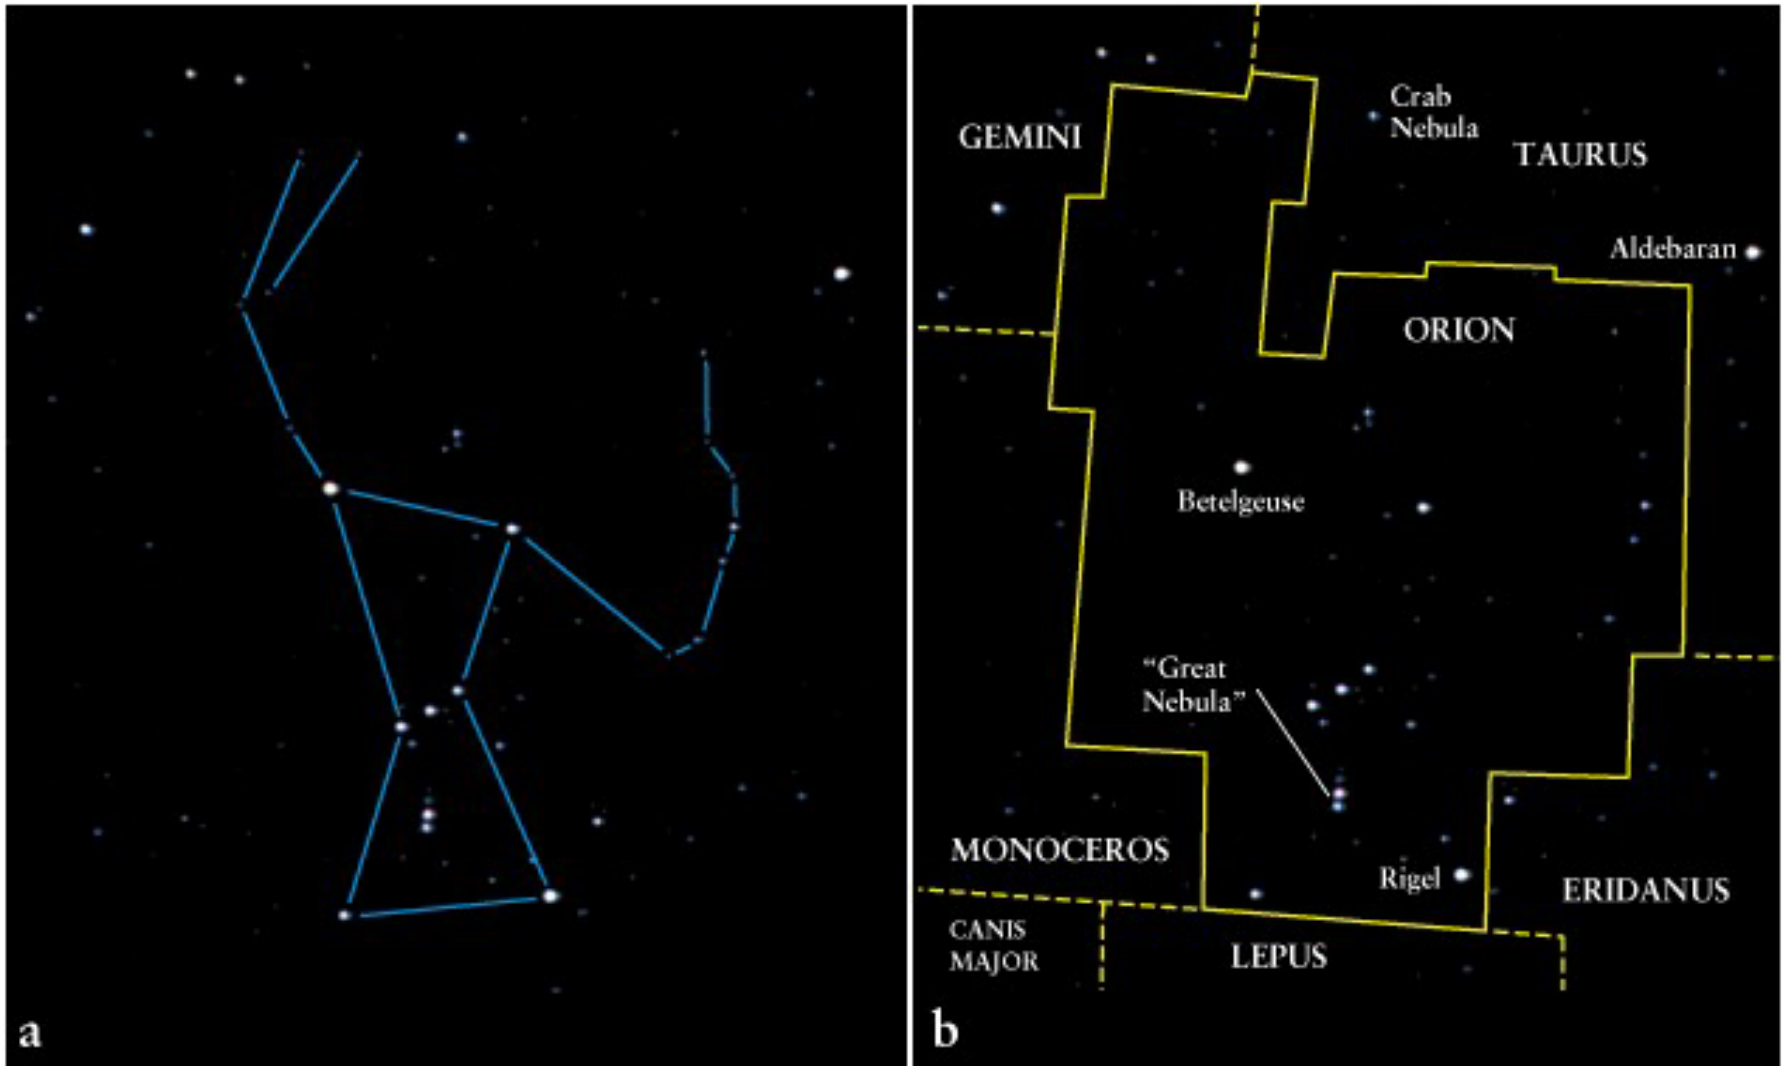 a
GEMINI
Crab
Nebula
TAURUS
Aldebaran
ORION
Betelgeuse
“Great
Nebula”
MONOCEROS
Rigel
ERIDANUS
CANIS
MAJOR
LEPUS
b